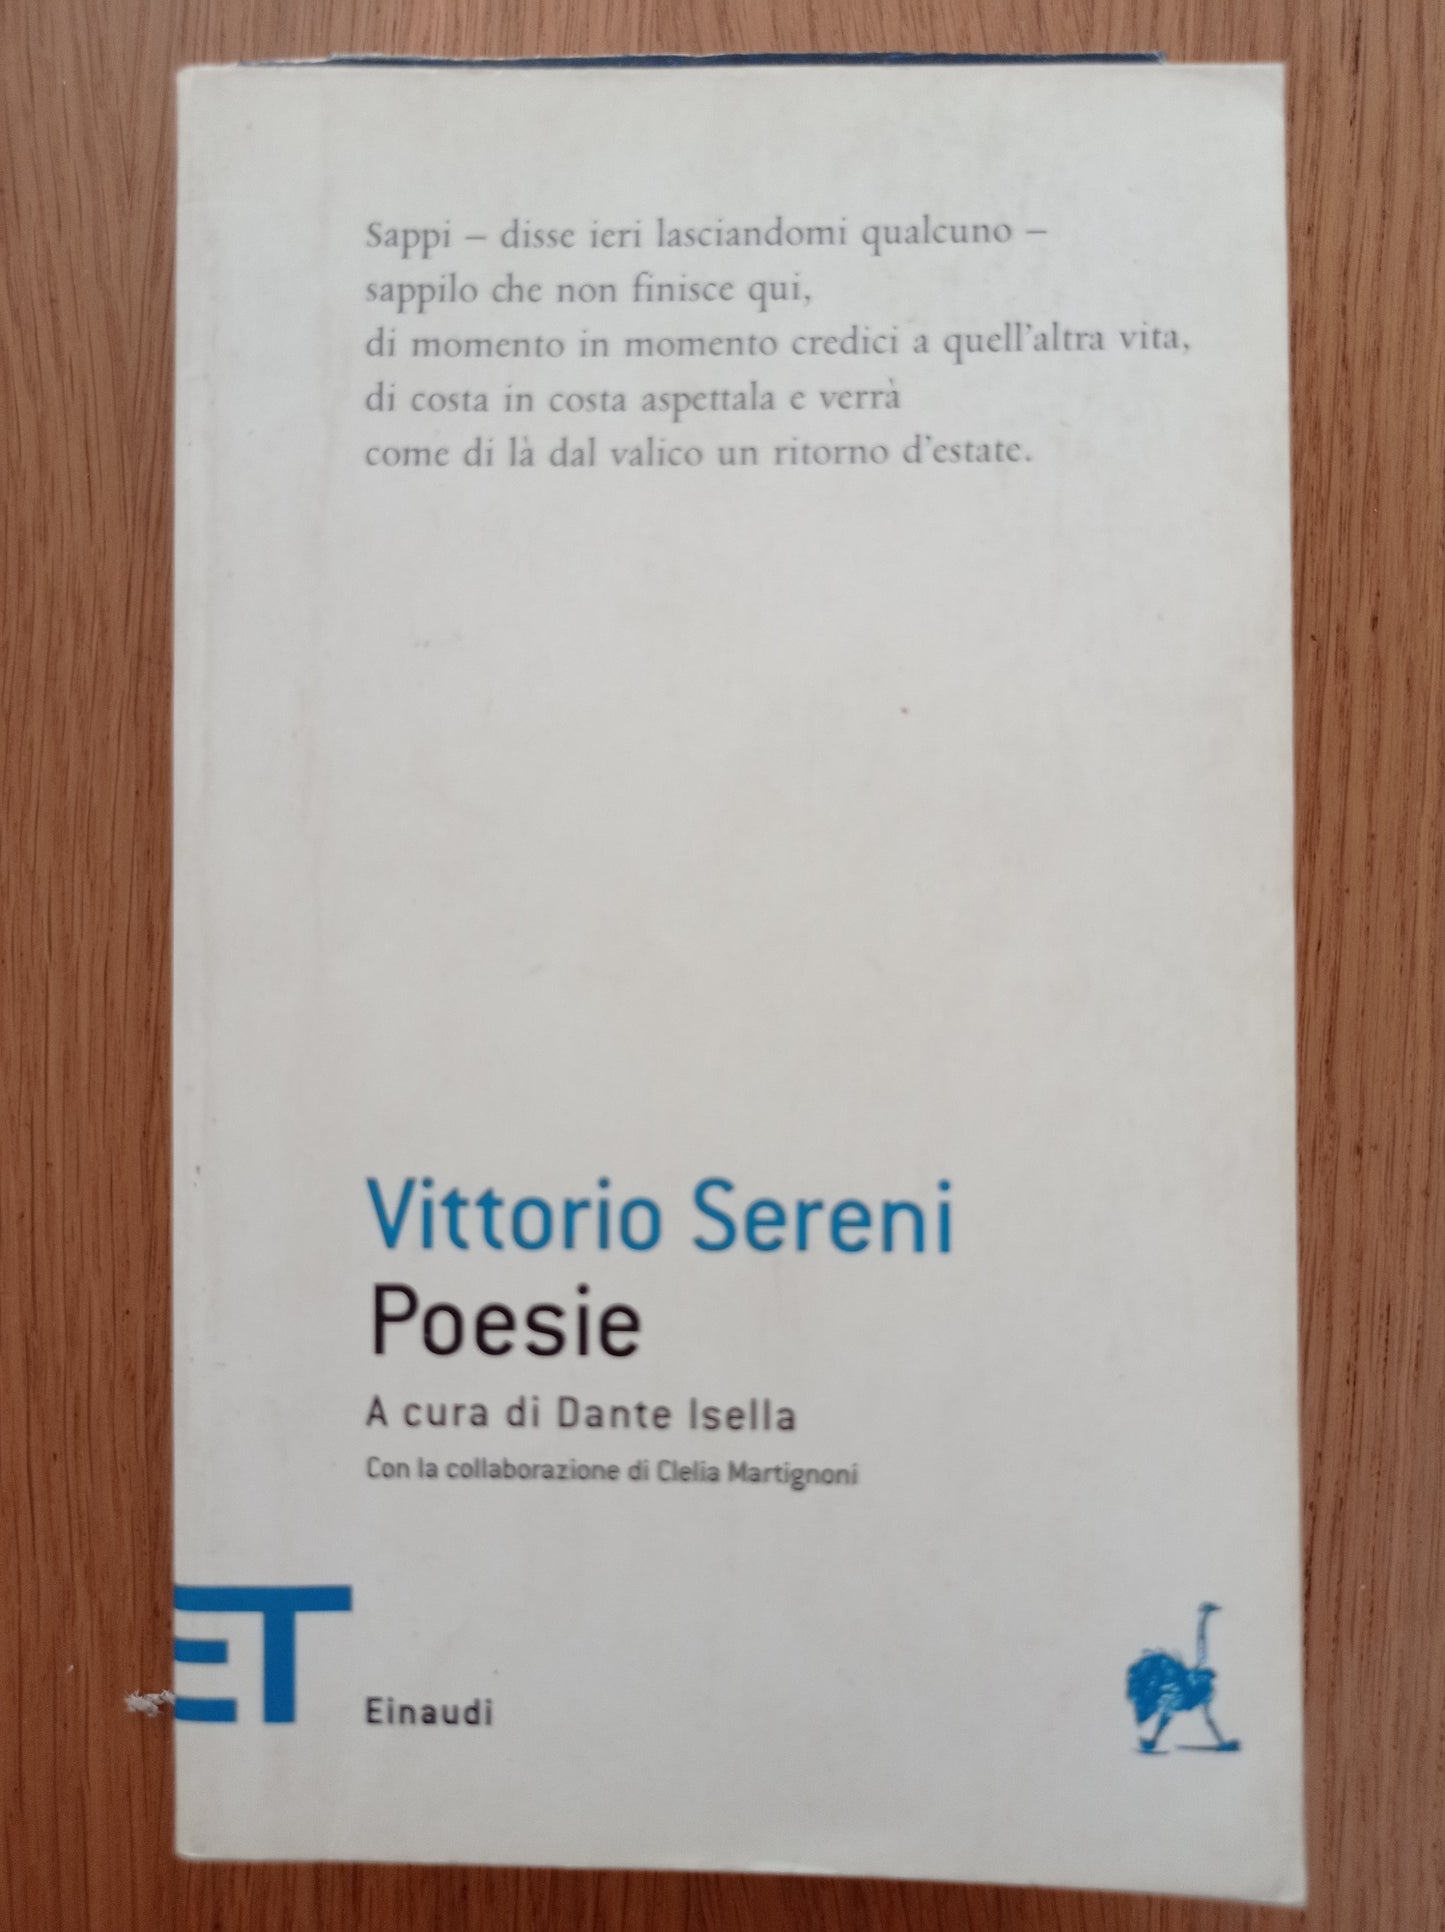 Sappi – disse ieri lasciandomi qualcuno –
sappilo che non finisce qui,
di momento in momento credici a quell'altra vita,
di costa in costa aspettala e verrà
come di là dal valico un ritorno d'estate.
Vittorio Sereni
Poesie
A cura di Dante Isella
Con la collaborazione di Clelia Martignoni
ET
Einaudi